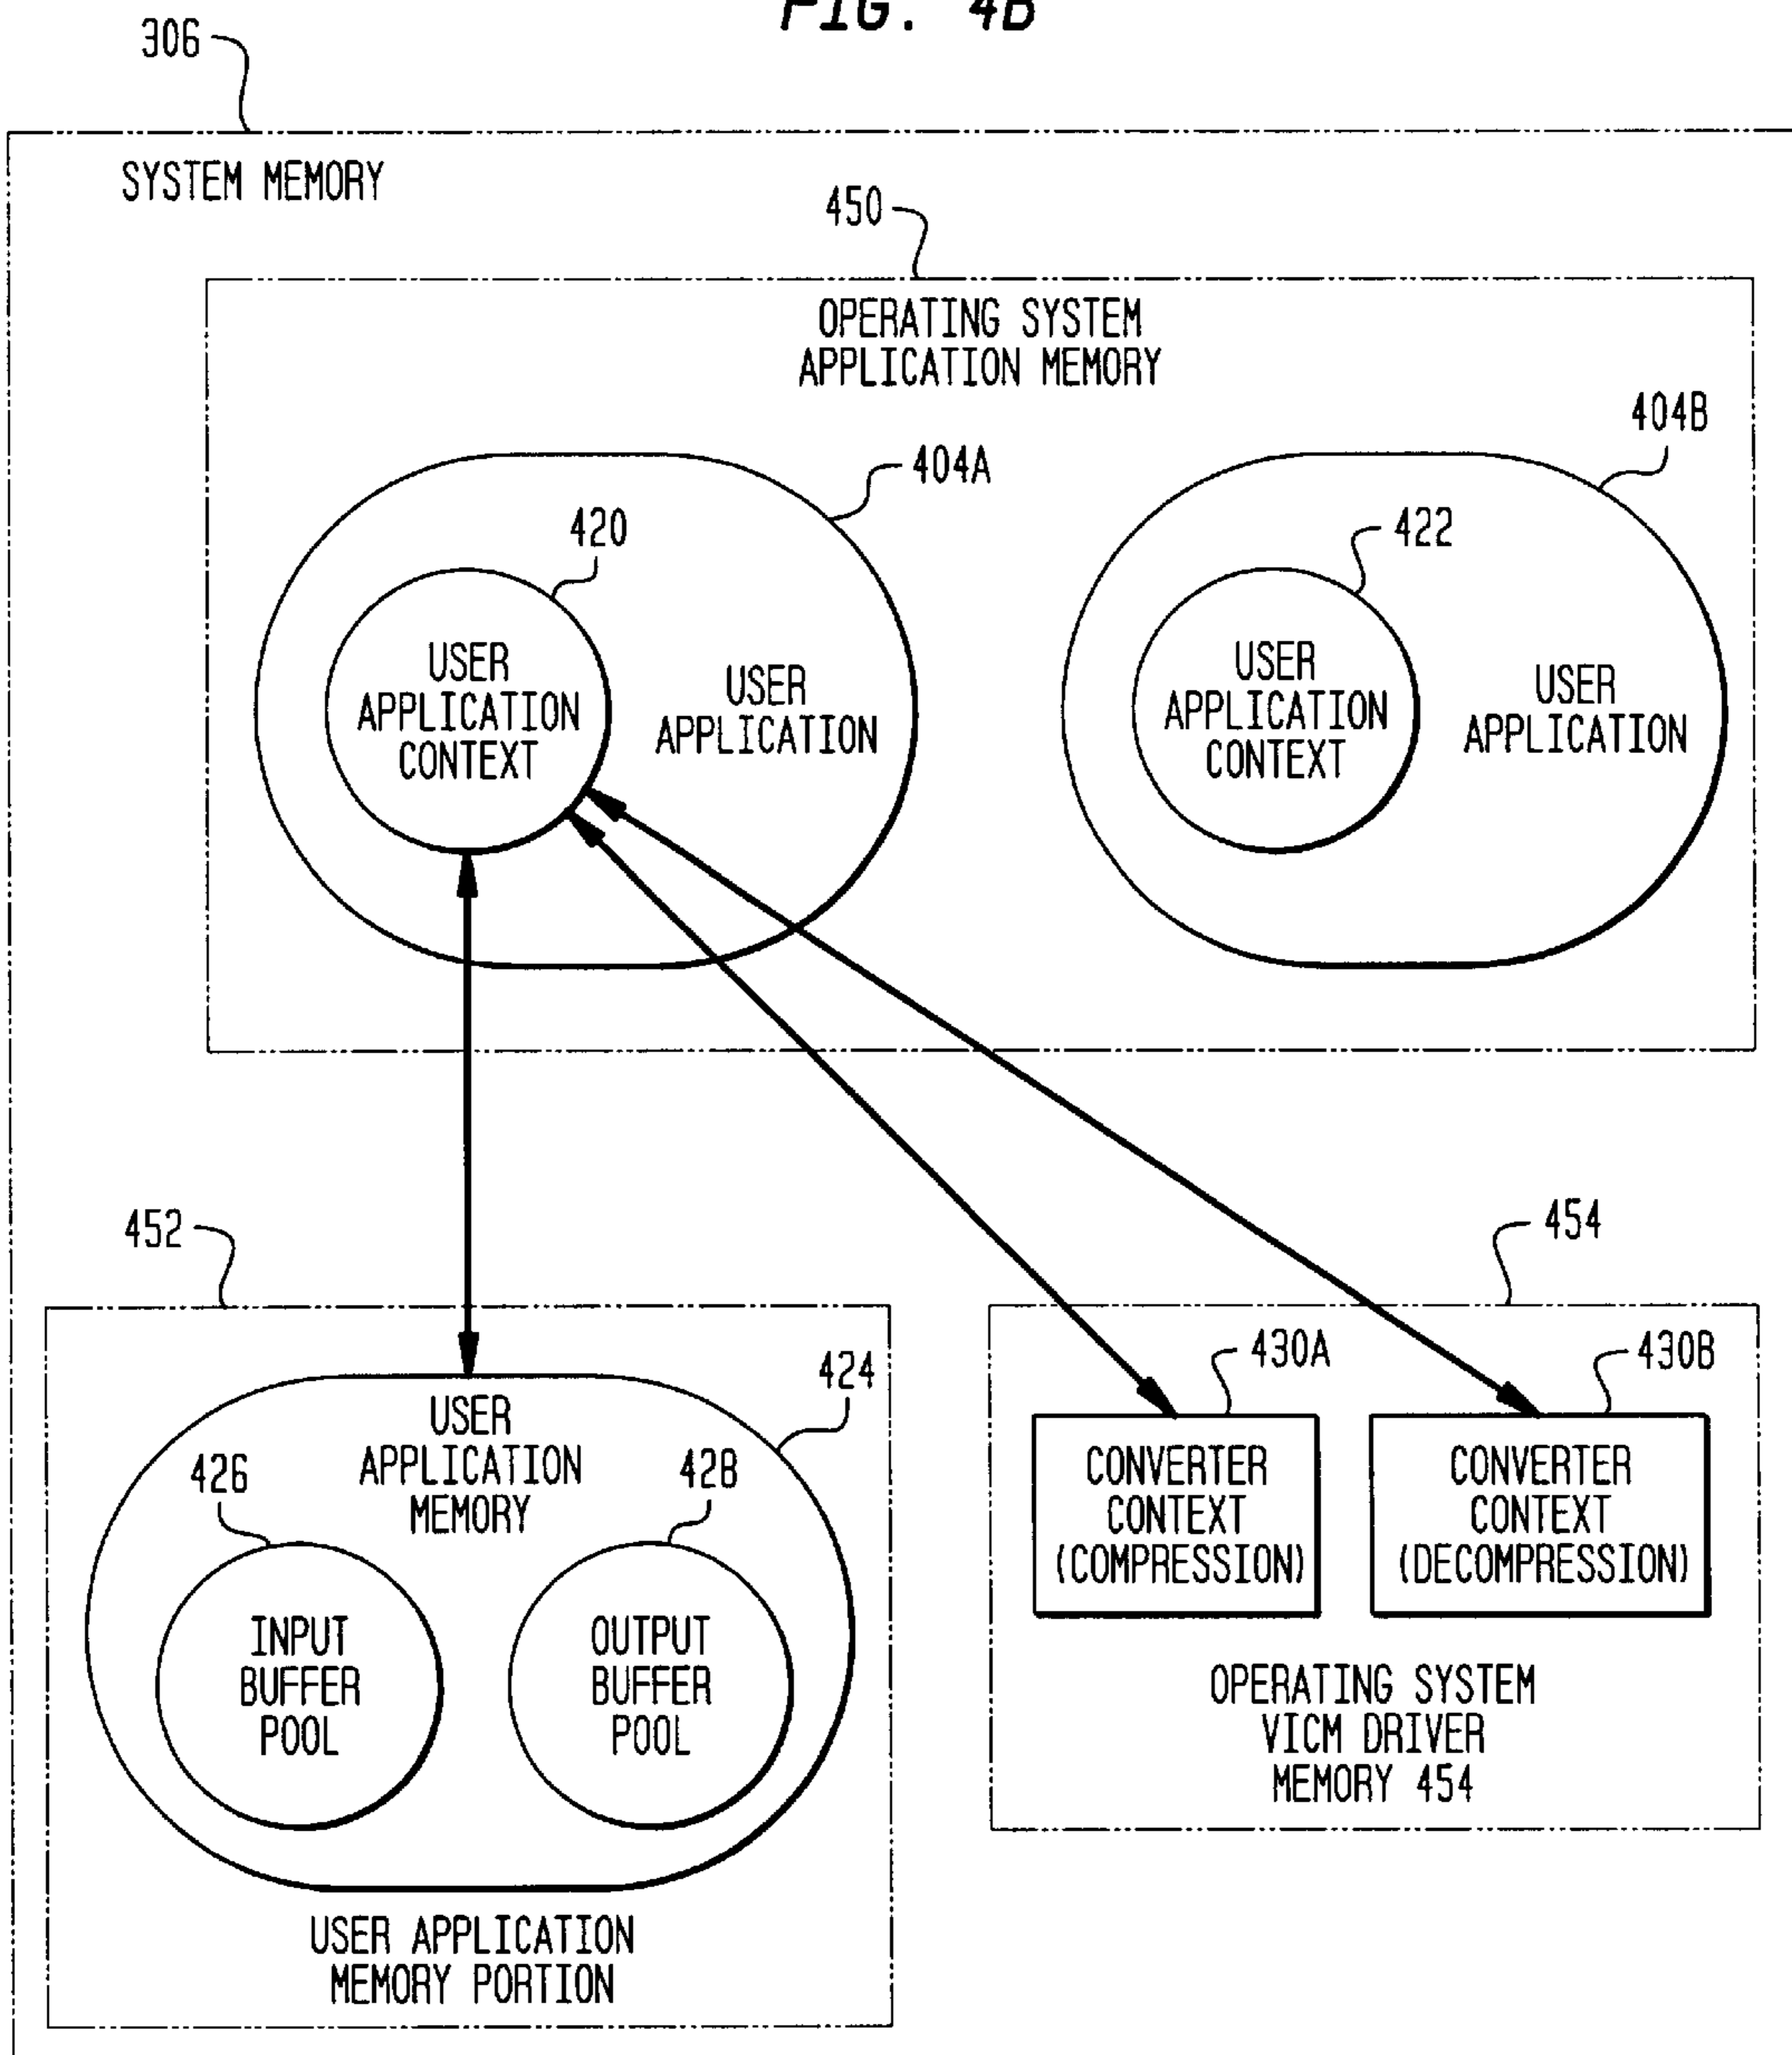 FIG. 4B
306
SYSTEM MEMORY
450
OPERATING SYSTEM
APPLICATION MEMORY
404A
404B
420
422
USER
APPLICATION
CONTEXT
USER
APPLICATION
USER
APPLICATION
CONTEXT
USER
APPLICATION
452
454
424
430A
430B
USER
APPLICATION
MEMORY
426
428
INPUT
BUFFER
POOL
OUTPUT
BUFFER
POOL
CONVERTER
CONTEXT
(COMPRESSION)
CONVERTER
CONTEXT
(DECOMPRESSION)
OPERATING SYSTEM
VICM DRIVER
MEMORY 454
USER APPLICATION
MEMORY PORTION